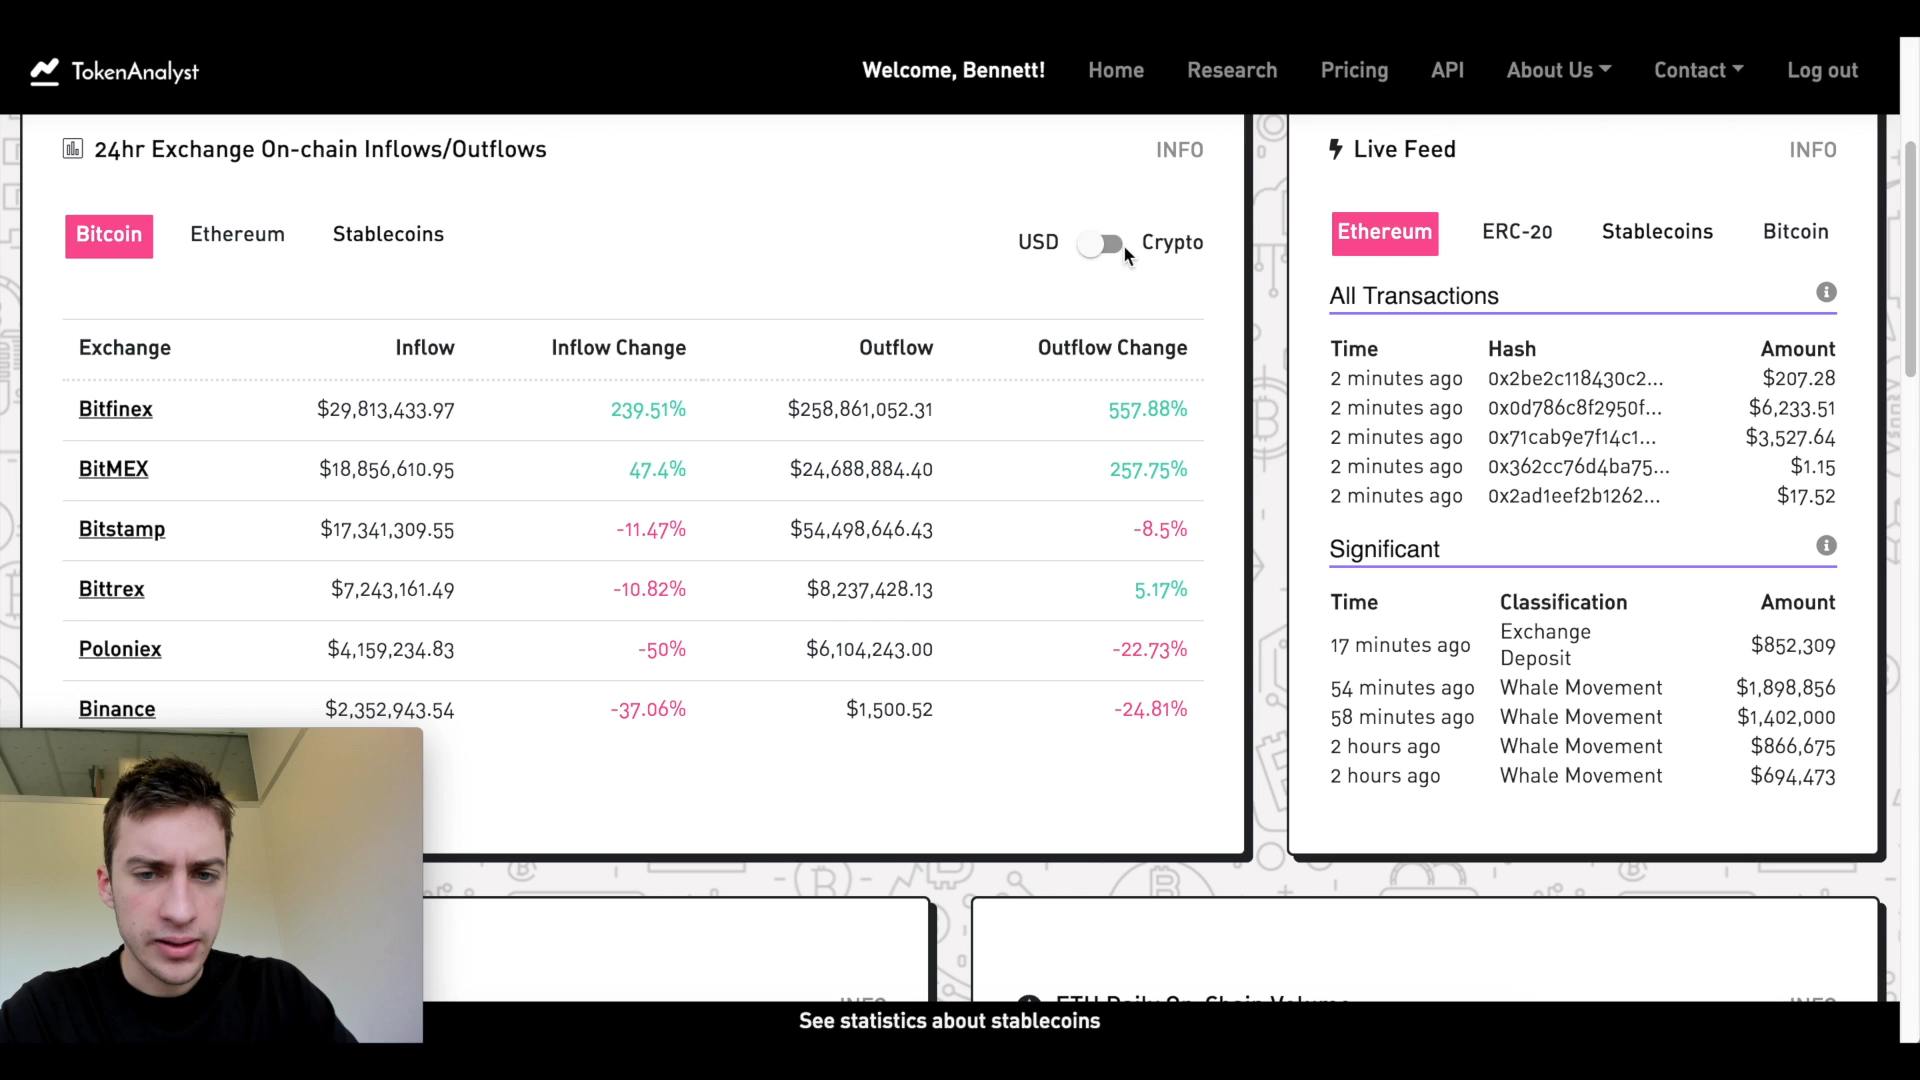 TokenAnalyst
Welcome, Bennett! Home Research Pricing API About Us Contact Log out
24hr Exchange On-chain Inflows/Outflows INFO
Bitcoin Ethereum Stablecoins USD Crypto
Exchange Inflow Inflow Change Outflow Outflow Change
Bitfinex $29,813,433.97 239.51% $258,861,052.31 557.88%
BitMEX $18,856,610.95 47.4% $24,688,884.40 257.75%
Bitstamp $17,341,309.55 -11.47% $54,498,646.43 -8.5%
Bittrex $7,243,161.49 -10.82% $8,237,428.13 5.17%
Poloniex $4,159,234.83 -50% $6,104,243.00 -22.73%
Binance $2,352,943.54 -37.06% $1,500.52 -24.81%
Live Feed INFO
Ethereum ERC-20 Stablecoins Bitcoin
All Transactions
Time Hash Amount
2 minutes ago 0x2be2c118430c2... $207.28
2 minutes ago 0x0d786c8f2950f... $6,233.51
2 minutes ago 0x71cab9e7f14c1... $3,527.64
2 minutes ago 0x362cc76d4ba75... $1.15
2 minutes ago 0x2ad1eef2b1262... $17.52
Significant
Time Classification Amount
17 minutes ago Exchange Deposit $852,309
54 minutes ago Whale Movement $1,898,856
58 minutes ago Whale Movement $1,402,000
2 hours ago Whale Movement $866,675
2 hours ago Whale Movement $694,473
INFO
ETH Daily On-Chain Volume INFO
See statistics about stablecoins